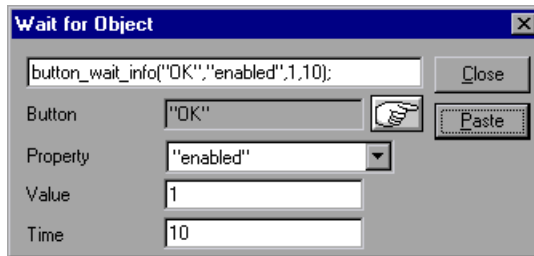 Wait for Object
button_wait_info("OK","enabled",1,10);
Close
Button "OK"
Paste
Property "enabled"
Value 1
Time 10